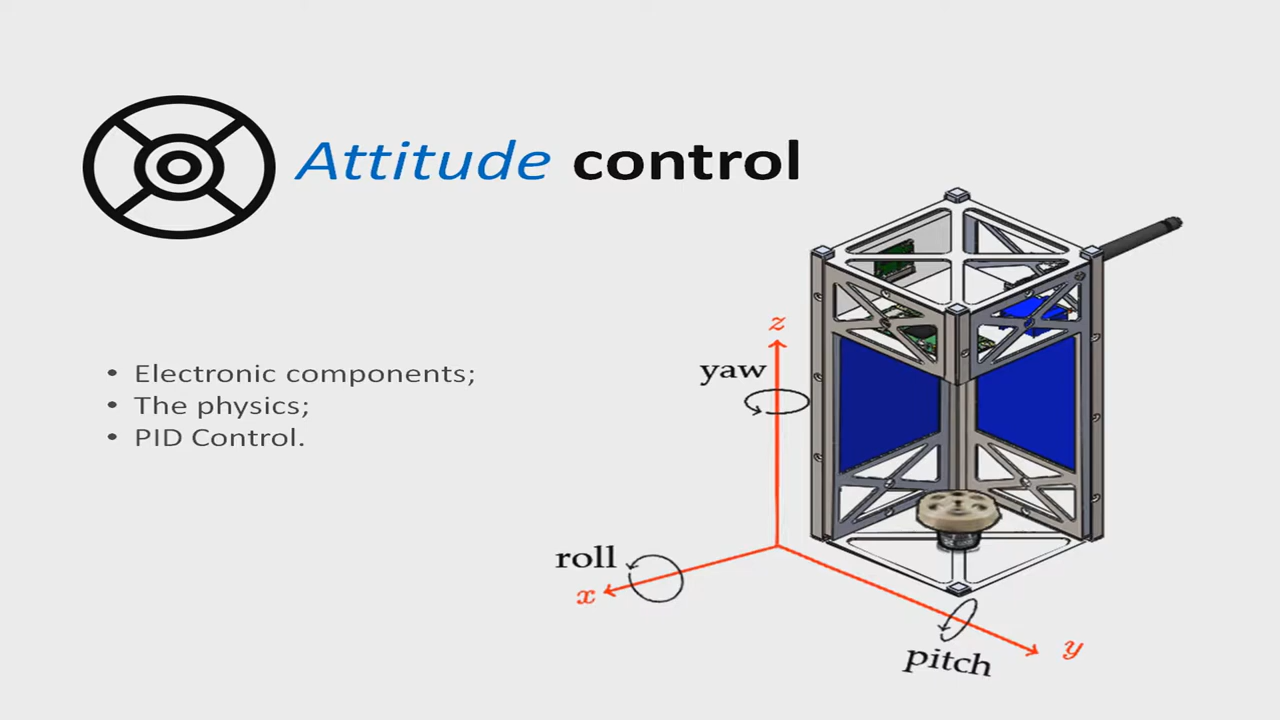 Attitude control
• Electronic components;
• The physics;
• PID Control.
z
yaw
roll
x
y
pitch